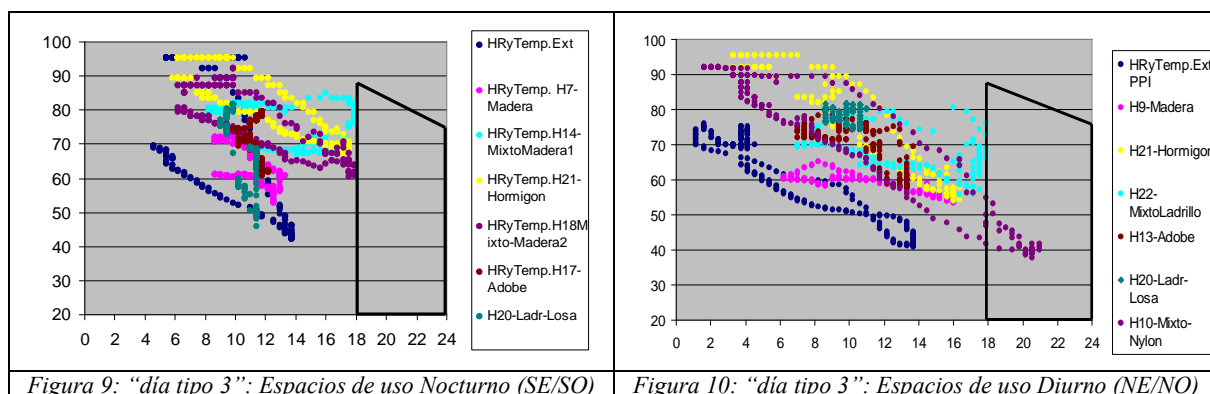 100
90
80
70
60
50
40
30
20
0 2 4 6 8 10 12 14 16 18 20 22 24
HRyTemp.Ext
HRyTemp. H7-
Madera
HRyTemp.H14-
MixtoMadera1
HRyTemp.H21-
Hormigon
HRyTemp.H18M
ixto-Madera2
HRyTemp.H17-
Adobe
H20-Ladr-Losa
Figura 9: “día tipo 3”: Espacios de uso Nocturno (SE/SO)
100
90
80
70
60
50
40
30
20
0 2 4 6 8 10 12 14 16 18 20 22 24
HRyTemp.Ext
PPI
H9-Madera
H21-Hormigon
H22-
MixtoLadrillo
H13-Adobe
H20-Ladr-
Losa
H10-Mixto-
Nylon
Figura 10: “día tipo 3”: Espacios de uso Diurno (NE/NO)